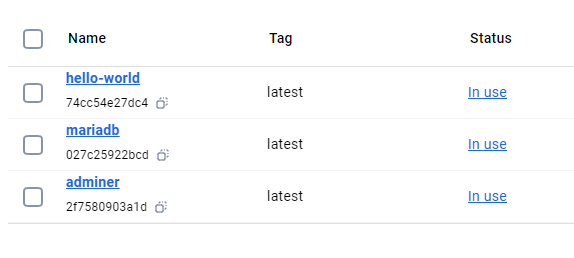 Name Tag Status
hello-world
74cc54e27dc4
latest In use
mariadb
027c25922bcd
latest In use
adminer
2f7580903a1d
latest In use